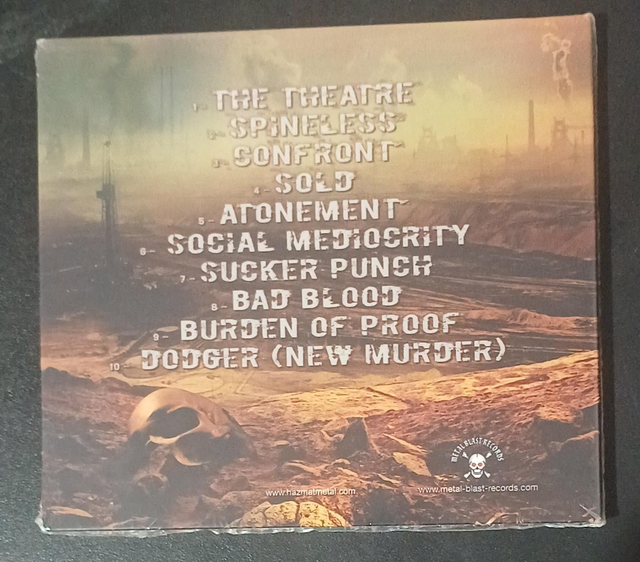 1- THE THEATRE
2- SPINELESS
3- CONFRONT
4- SOLD
5- ATONEMENT
6- SOCIAL MEDIOCRITY
7- SUCKER PUNCH
8- BAD BLOOD
9- BURDEN OF PROOF
10- DODGER (NEW MURDER)
METAL BLAST RECORDS
www.hazmatmetal.com
www.metal-blast-records.com